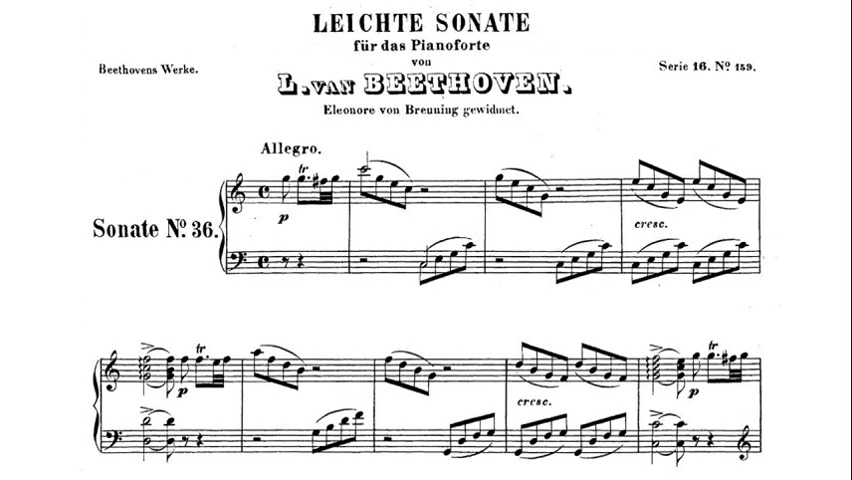 LEICHTE SONATE
für das Pianoforte
von
Beethovens Werke.
L. VAN BEETHOVEN.
Serie 16. No 159.
Eleonore von Breuning gewidmet.
Allegro.
tr
p
Sonate No. 36.
cresc.
tr
p
cresc.
tr
p